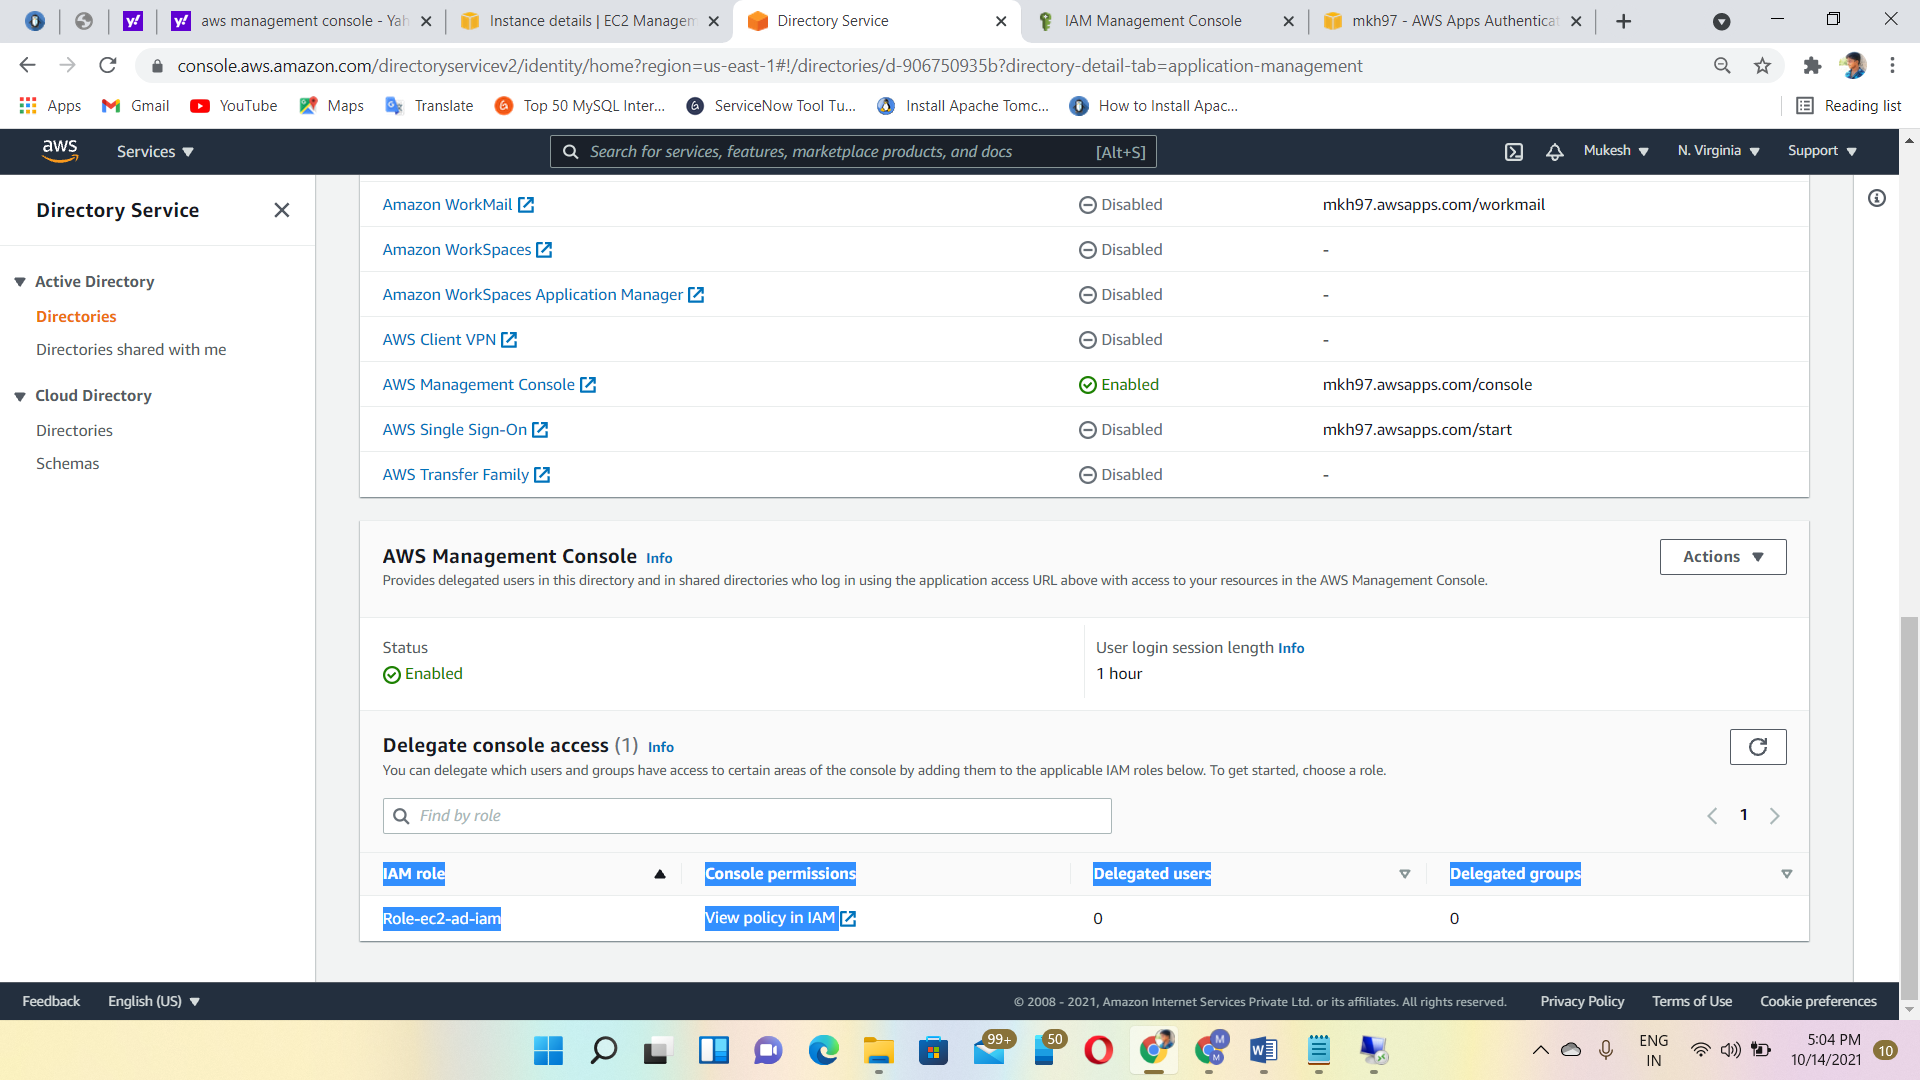 aws management console - Yah
Instance details | EC2 Managem
Directory Service
IAM Management Console
mkh97 - AWS Apps Authenticat
console.aws.amazon.com/directoryservicev2/identity/home?region=us-east-1#!/directories/d-906750935b?directory-detail-tab=application-management
Apps Gmail YouTube Maps Translate Top 50 MySQL Inter... ServiceNow Tool Tu... Install Apache Tomc... How to Install Apac... Reading list
aws Services Search for services, features, marketplace products, and docs [Alt+S] Mukesh N. Virginia Support
Directory Service
Active Directory
Directories
Directories shared with me
Cloud Directory
Directories
Schemas
Amazon WorkMail Disabled mkh97.awsapps.com/workmail
Amazon WorkSpaces Disabled -
Amazon WorkSpaces Application Manager Disabled -
AWS Client VPN Disabled -
AWS Management Console Enabled mkh97.awsapps.com/console
AWS Single Sign-On Disabled mkh97.awsapps.com/start
AWS Transfer Family Disabled -
AWS Management Console Info
Actions
Provides delegated users in this directory and in shared directories who log in using the application access URL above with access to your resources in the AWS Management Console.
Status
Enabled
User login session length Info
1 hour
Delegate console access (1) Info
You can delegate which users and groups have access to certain areas of the console by adding them to the applicable IAM roles below. To get started, choose a role.
Find by role
1
IAM role Console permissions Delegated users Delegated groups
Role-ec2-ad-iam View policy in IAM 0 0
Feedback English (US) © 2008 - 2021, Amazon Internet Services Private Ltd. or its affiliates. All rights reserved. Privacy Policy Terms of Use Cookie preferences
99+
50
M
M
ENG
IN
5:04 PM
10/14/2021
10